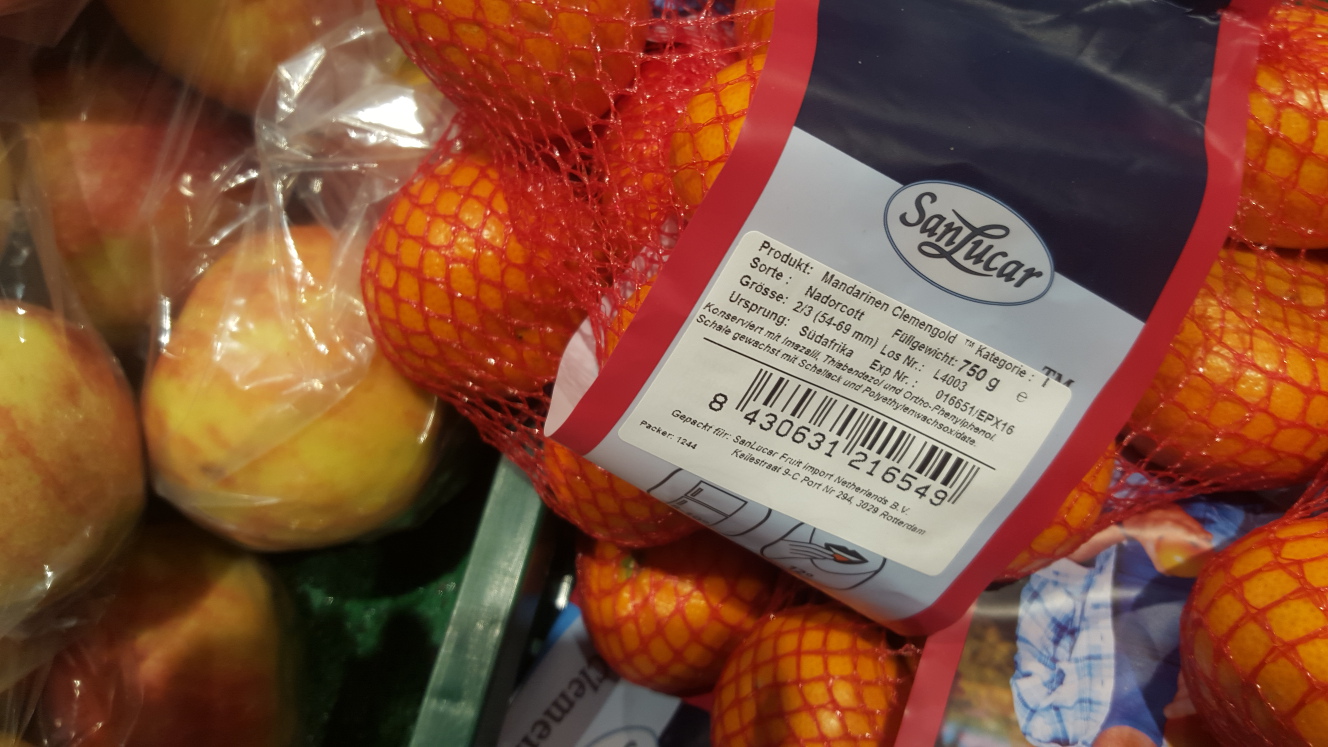 SanLucar
Produkt: Mandarinen Clemengold ™ Kategorie :
Sorte : Nadorcott Füllgewicht: 750 g e
Grösse: 2/3 (54-69 mm) Los Nr.: L4003
Ursprung: Südafrika Exp Nr. : 016651/EPX16
Konserviert mit Imazalil, Thiabendazol und Ortho-Phenylphenol.
Schale gewachst mit Schellack und Polyethylenwachsoxidate.
8 430631 216549
Gepackt für: SanLucar Fruit Import Netherlands B.V.
Packer: 1244 Keilestraat 9-C Port Nr 294, 3029 Rotterdam
TM